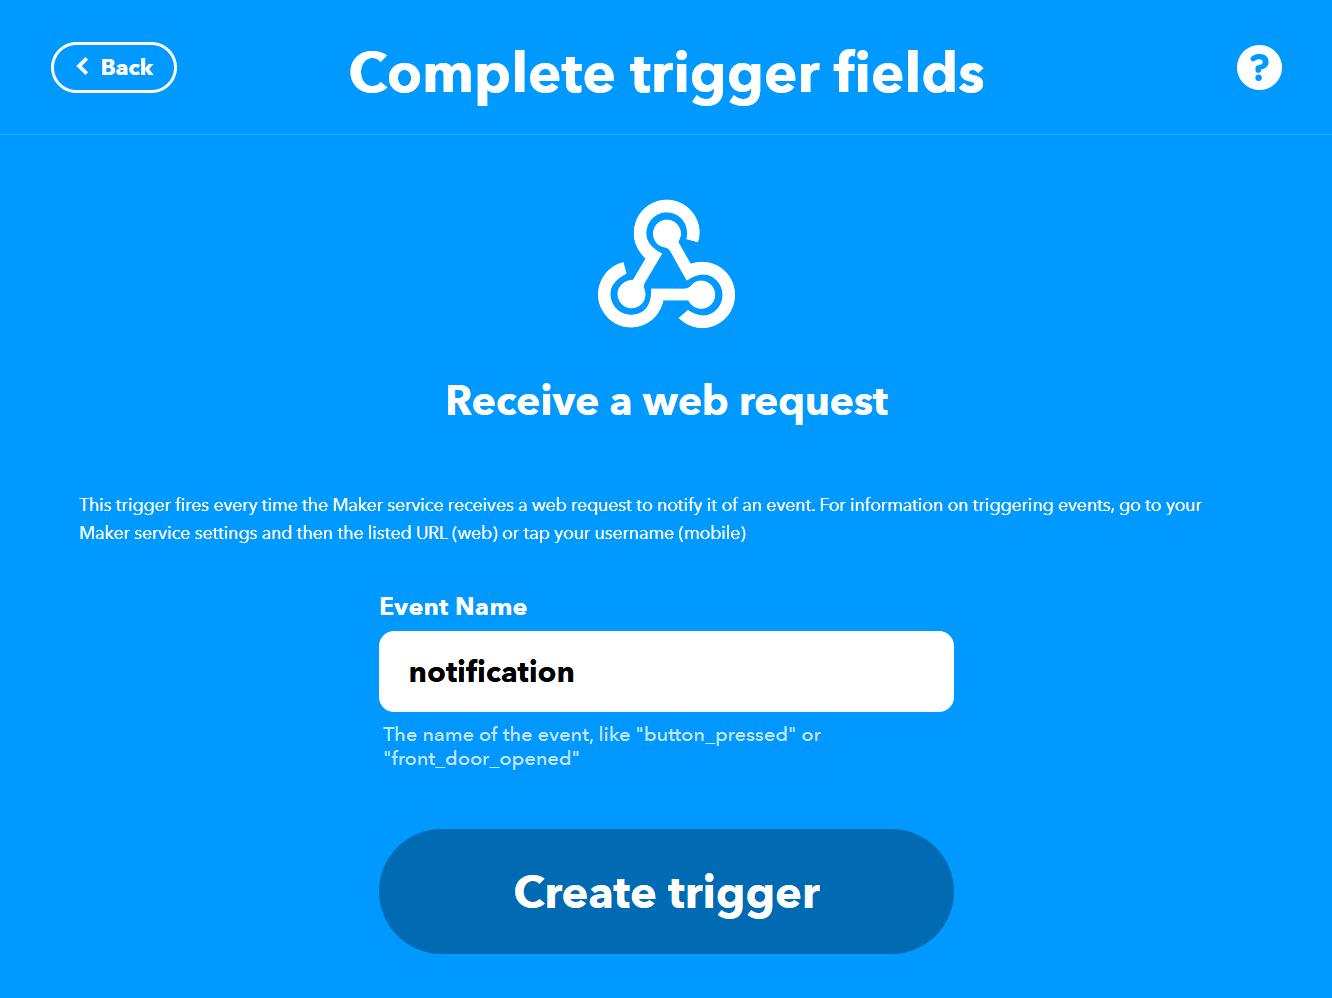 Back
Complete trigger fields
?
Receive a web request
This trigger fires every time the Maker service receives a web request to notify it of an event. For information on triggering events, go to your
Maker service settings and then the listed URL (web) or tap your username (mobile)
Event Name
notification
The name of the event, like "button_pressed" or
"front_door_opened"
Create trigger